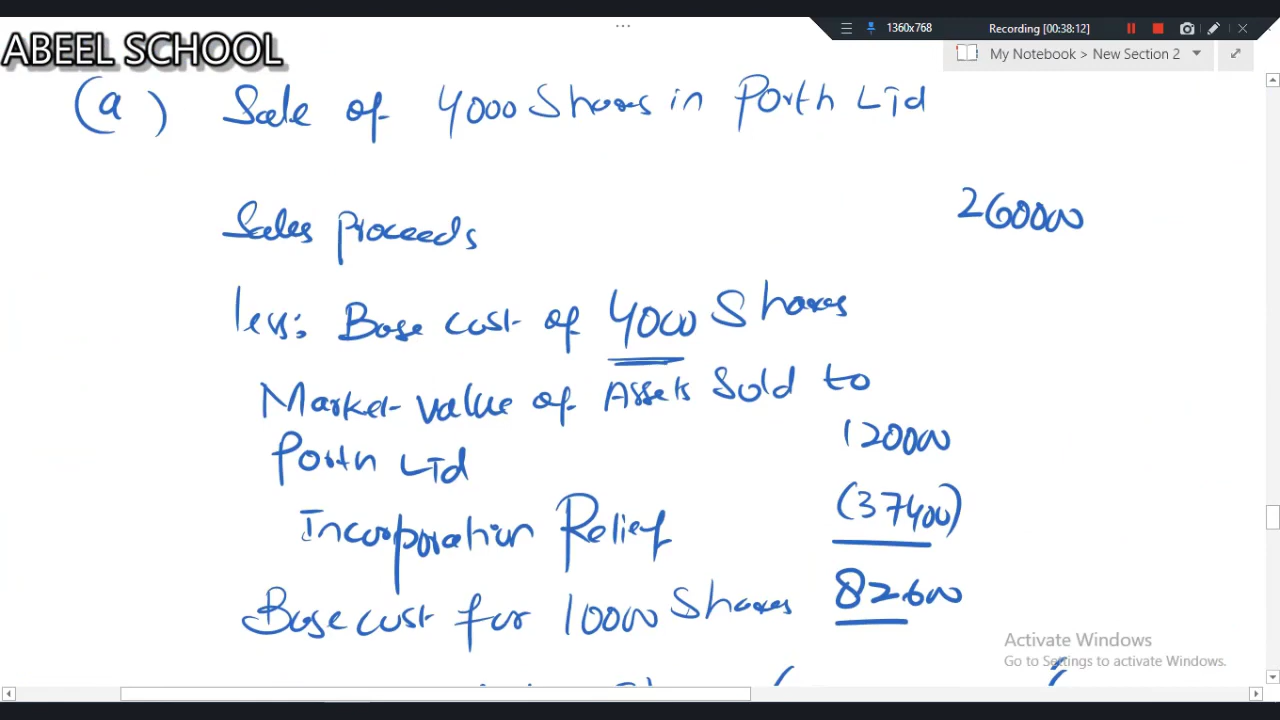 1360x768
Recording [00:38:12]
ABEEL SCHOOL
My Notebook > New Section 2
(a) Sale of 4000 Shares in Porth Ltd
Sales proceeds 260000
less: Base cost of 4000 Shares
Market value of Assets Sold to
Porth Ltd 120000
Incorporation Relief (37400)
Base cost for 10000 Shares 82600
Activate Windows
Go to Settings to activate Windows.